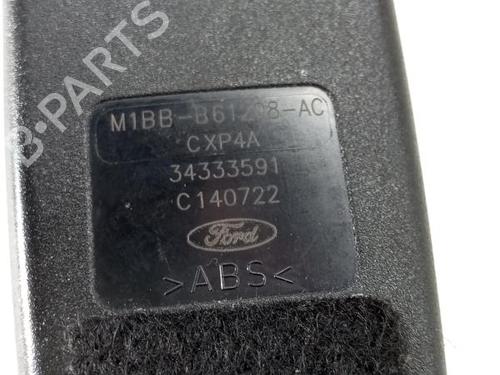 B-PARTS
M1BB-B61208-AC
CXP4A
34333591
C140722
Ford
>ABS<